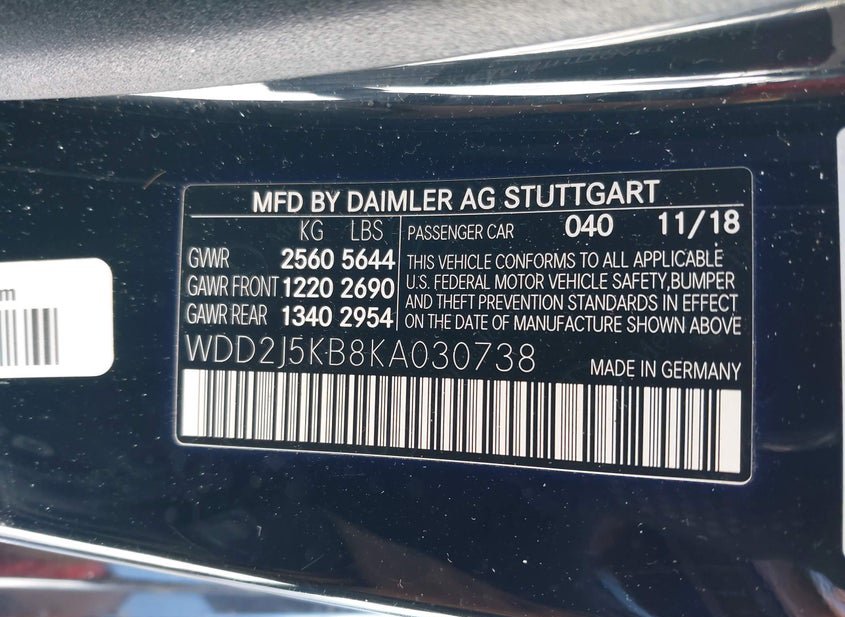 MFD BY DAIMLER AG STUTTGART
KG LBS
GVWR 2560 5644
GAWR FRONT 1220 2690
GAWR REAR 1340 2954
PASSENGER CAR 040 11/18
THIS VEHICLE CONFORMS TO ALL APPLICABLE
U.S. FEDERAL MOTOR VEHICLE SAFETY,BUMPER
AND THEFT PREVENTION STANDARDS IN EFFECT
ON THE DATE OF MANUFACTURE SHOWN ABOVE
WDD2J5KB8KA030738
MADE IN GERMANY